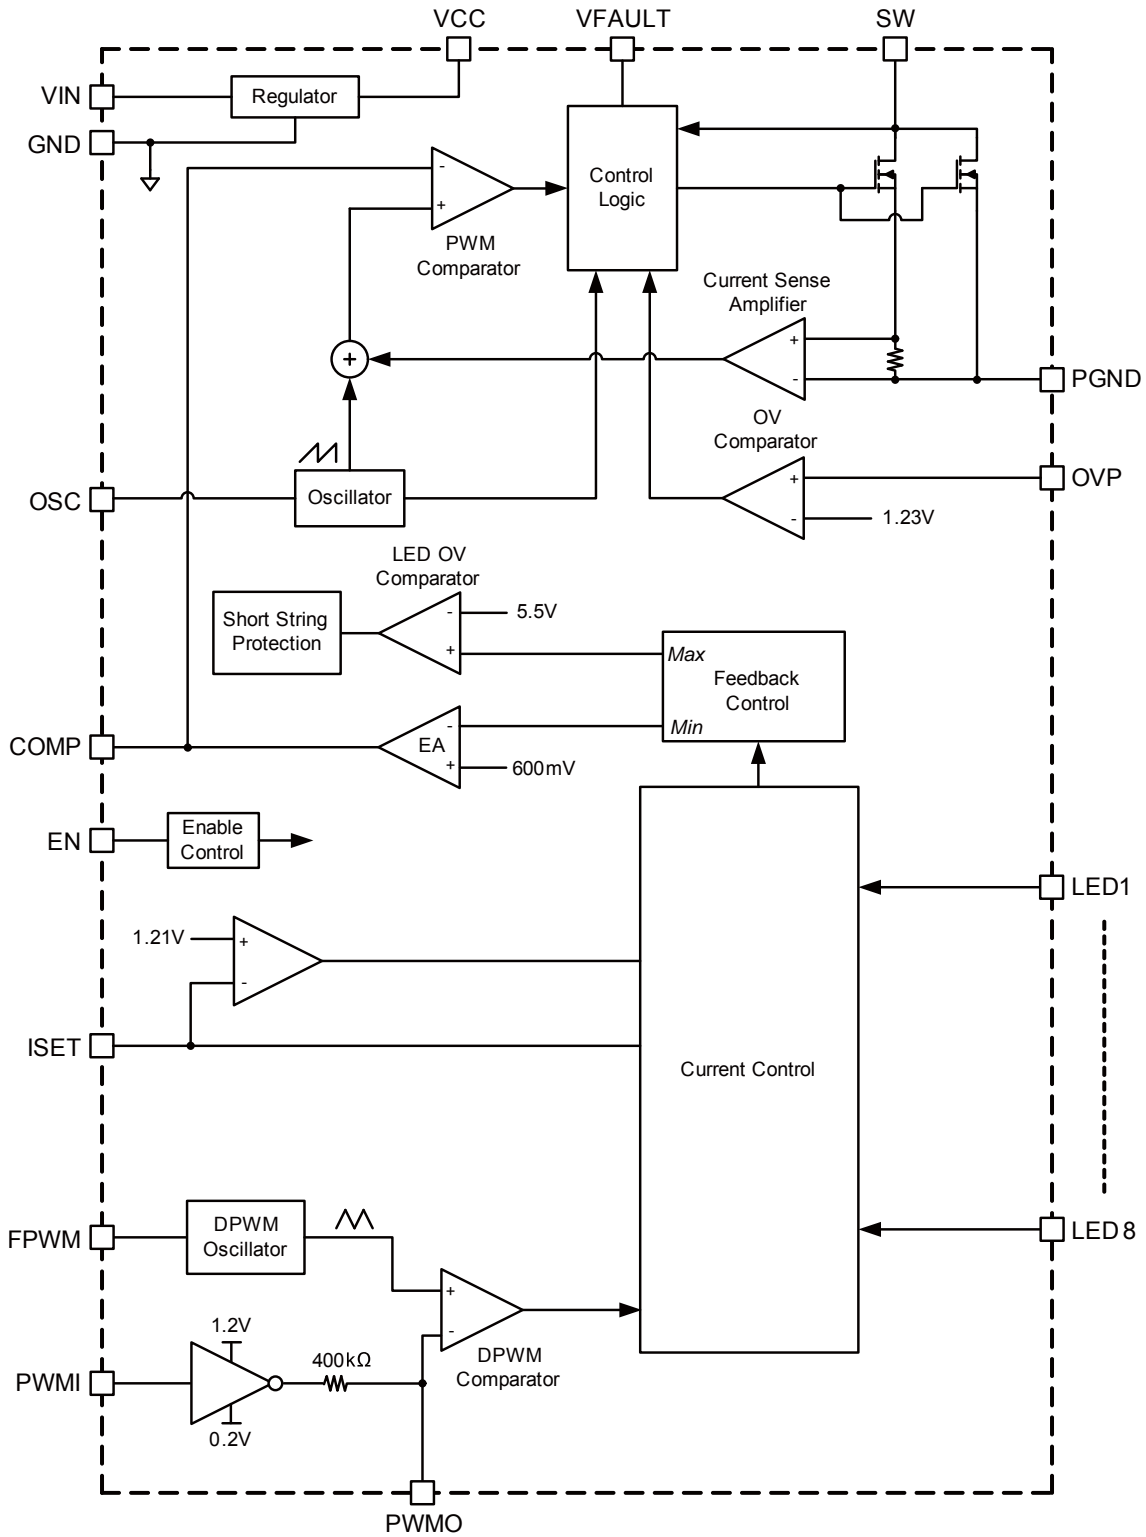 VCC
VFAULT
SW
VIN
Regulator
GND
-
+
PWM
Comparator
Control
Logic
Current Sense
Amplifier
+
-
+
PGND
OV
Comparator
OSC
Oscillator
+
-
1.23V
OVP
LED OV
Comparator
Short String
Protection
-
+
5.5V
Max
Feedback
Control
Min
COMP
EA
-
+
600mV
EN
Enable
Control
LED1
1.21V
+
-
ISET
Current Control
FPWM
DPWM
Oscillator
LED8
+
-
DPWM
Comparator
1.2V
PWMI
400kΩ
0.2V
PWMO